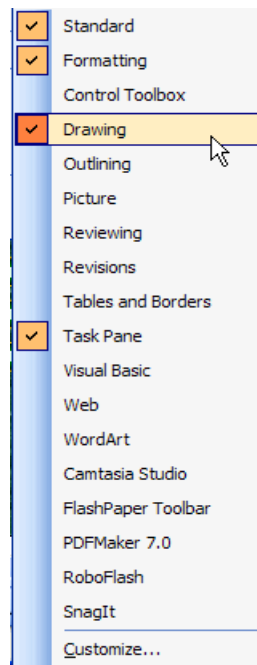 Standard
Formatting
Control Toolbox
Drawing
Outlining
Picture
Reviewing
Revisions
Tables and Borders
Task Pane
Visual Basic
Web
WordArt
Camtasia Studio
FlashPaper Toolbar
PDFMaker 7.0
RoboFlash
SnagIt
Customize...